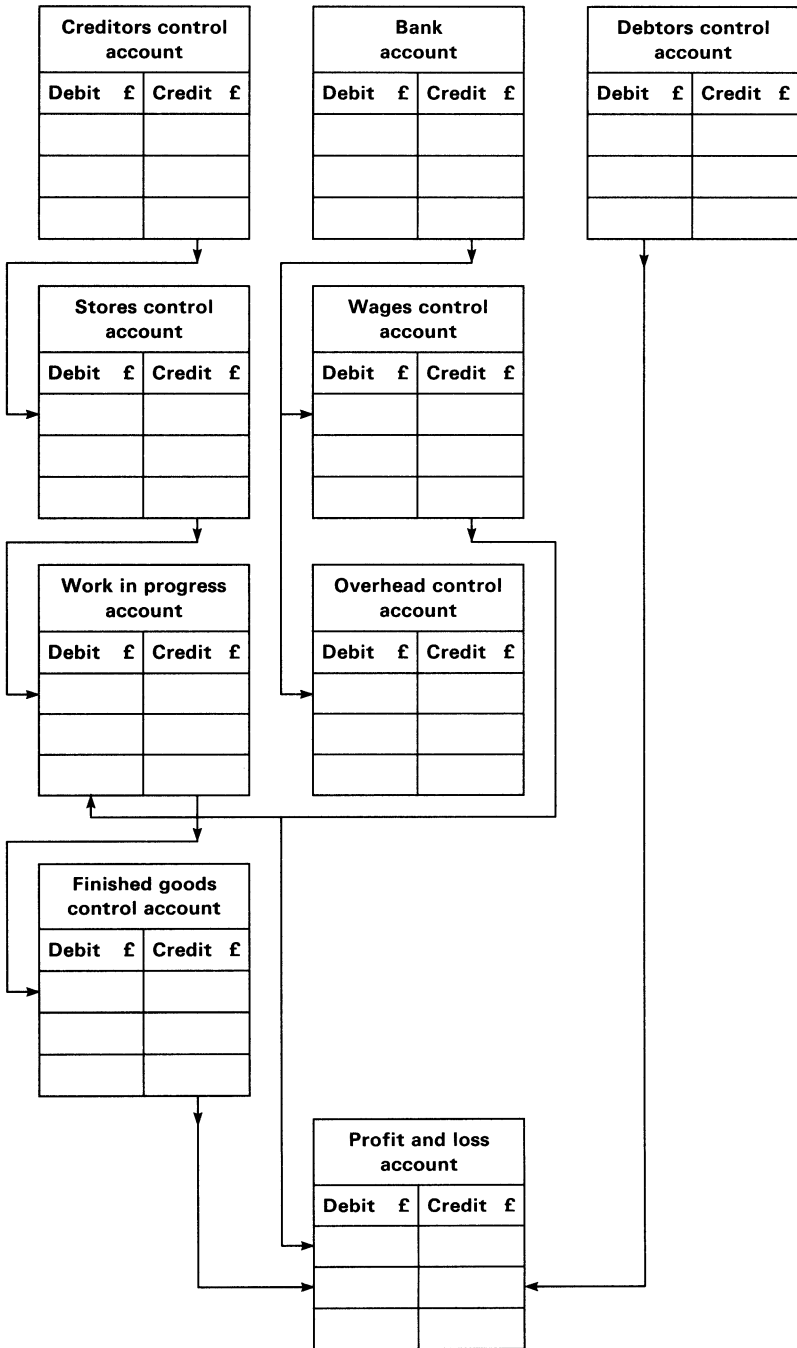 Creditors control
account
Debit £ Credit £
Bank
account
Debit £ Credit £
Debtors control
account
Debit £ Credit £
Stores control
account
Debit £ Credit £
Wages control
account
Debit £ Credit £
Work in progress
account
Debit £ Credit £
Overhead control
account
Debit £ Credit £
Finished goods
control account
Debit £ Credit £
Profit and loss
account
Debit £ Credit £